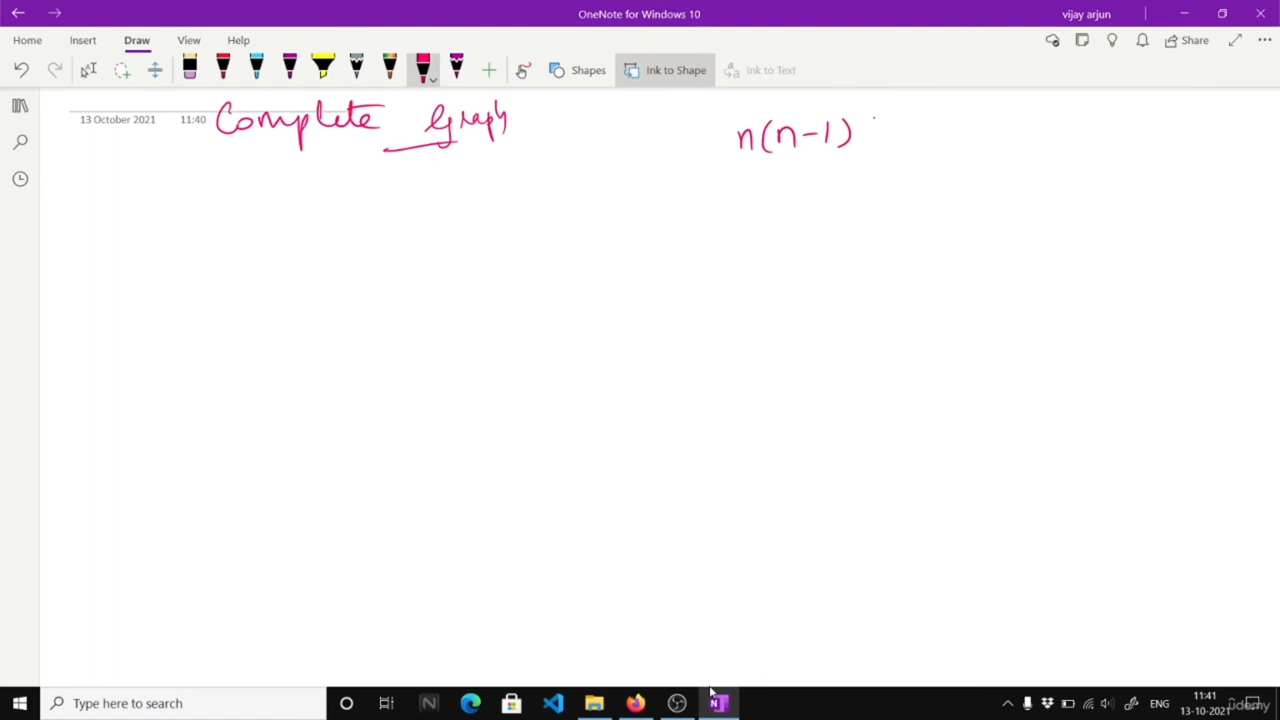 OneNote for Windows 10
vijay arjun
Home Insert Draw View Help
Share
Shapes
Ink to Shape
Ink to Text
13 October 2021 11:40
Complete Graph
n(n-1)
Type here to search
N
N
ENG
11:41
13-10-2021
ûdemy